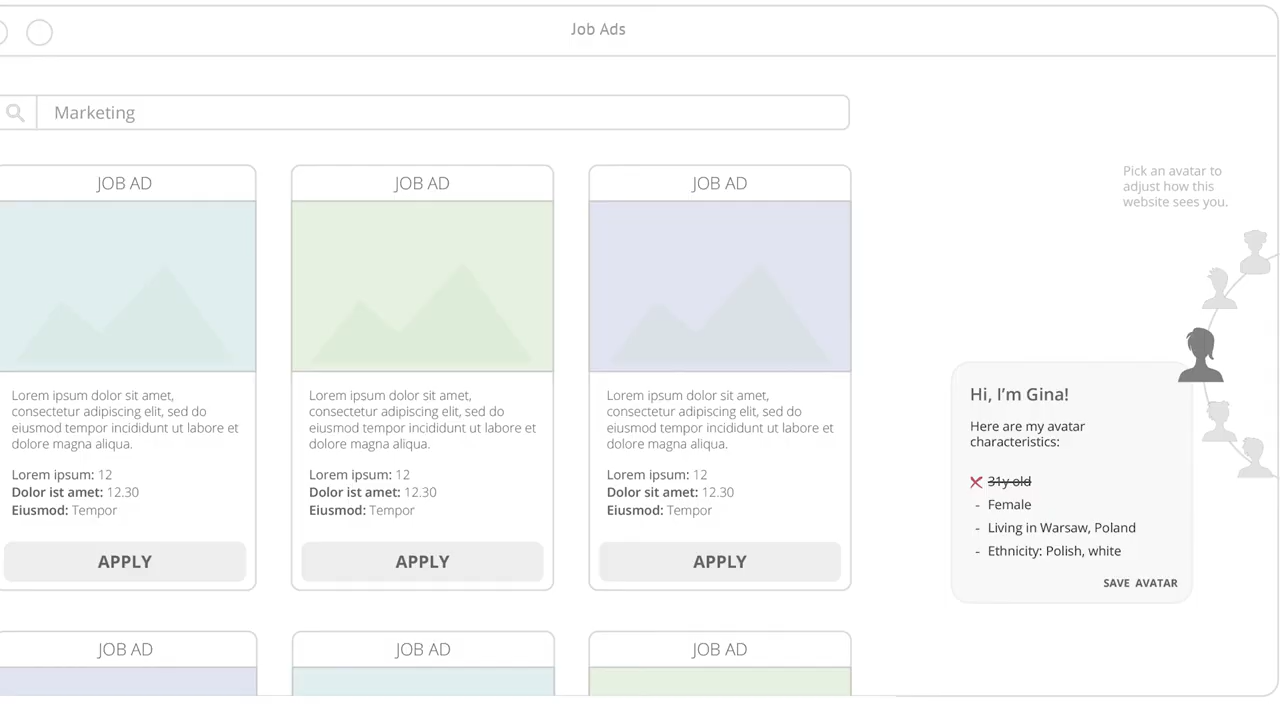 Job Ads
Marketing
Pick an avatar to
adjust how this
website sees you.
JOB AD
Lorem ipsum dolor sit amet,
consectetur adipiscing elit, sed do
eiusmod tempor incididunt ut labore et
dolore magna aliqua.
Lorem ipsum: 12
Dolor ist amet: 12.30
Eiusmod: Tempor
APPLY
JOB AD
Lorem ipsum dolor sit amet,
consectetur adipiscing elit, sed do
eiusmod tempor incididunt ut labore et
dolore magna aliqua.
Lorem ipsum: 12
Dolor ist amet: 12.30
Eiusmod: Tempor
APPLY
JOB AD
Lorem ipsum dolor sit amet,
consectetur adipiscing elit, sed do
eiusmod tempor incididunt ut labore et
dolore magna aliqua.
Lorem ipsum: 12
Dolor sit amet: 12.30
Eiusmod: Tempor
APPLY
Hi, I'm Gina!
Here are my avatar
characteristics:
31y old
- Female
- Living in Warsaw, Poland
- Ethnicity: Polish, white
SAVE AVATAR
JOB AD
JOB AD
JOB AD